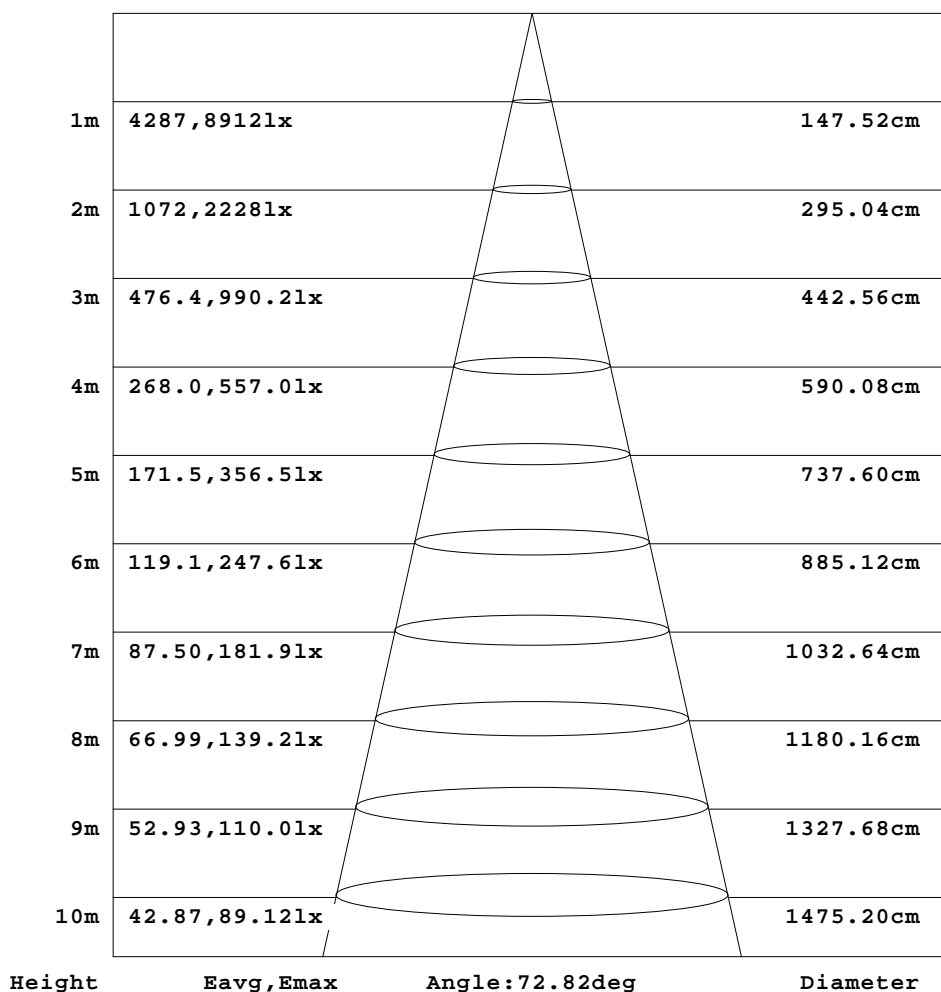 1m 4287,8912lx 147.52cm
2m 1072,2228lx 295.04cm
3m 476.4,990.2lx 442.56cm
4m 268.0,557.0lx 590.08cm
5m 171.5,356.5lx 737.60cm
6m 119.1,247.6lx 885.12cm
7m 87.50,181.9lx 1032.64cm
8m 66.99,139.2lx 1180.16cm
9m 52.93,110.0lx 1327.68cm
10m 42.87,89.12lx 1475.20cm
Height Eavg,Emax Angle:72.82deg Diameter